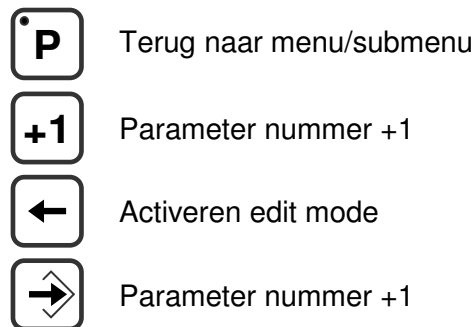 P Terug naar menu/submenu
+1 Parameter nummer +1
Activeren edit mode
Parameter nummer +1